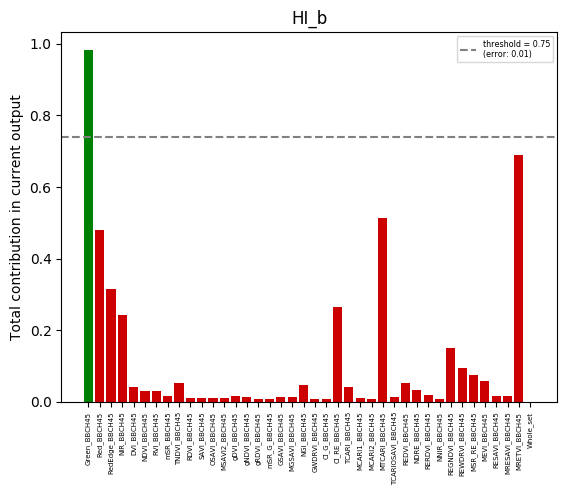 HI_b
threshold = 0.75
(error: 0.01)
Total contribution in current output
1.0
0.8
0.6
0.4
0.2
0.0
Green_BBCH45
Red_BBCH45
RedEdge_BBCH45
NIR_BBCH45
DVI_BBCH45
NDVI_BBCH45
RVI_BBCH45
mSR_BBCH45
TNDVI_BBCH45
RDVI_BBCH45
SAVI_BBCH45
OSAVI_BBCH45
MSAVI2_BBCH45
gDVI_BBCH45
gNDVI_BBCH45
gRDVI_BBCH45
mSR_G_BBCH45
GSAVI_BBCH45
MGSAVI_BBCH45
NGI_BBCH45
GWDRVI_BBCH45
CI_G_BBCH45
CI_RE_BBCH45
TCARI_BBCH45
MCARI1_BBCH45
MCARI2_BBCH45
MTCARI_BBCH45
TCARIOSAVI_BBCH45
REDVI_BBCH45
NDRE_BBCH45
RERDVI_BBCH45
NNIR_BBCH45
REGNDVI_BBCH45
REWDRVI_BBCH45
MSR_RE_BBCH45
MEVI_BBCH45
RESAVI_BBCH45
MRESAVI_BBCH45
MRETVI_BBCH45
Whole_set